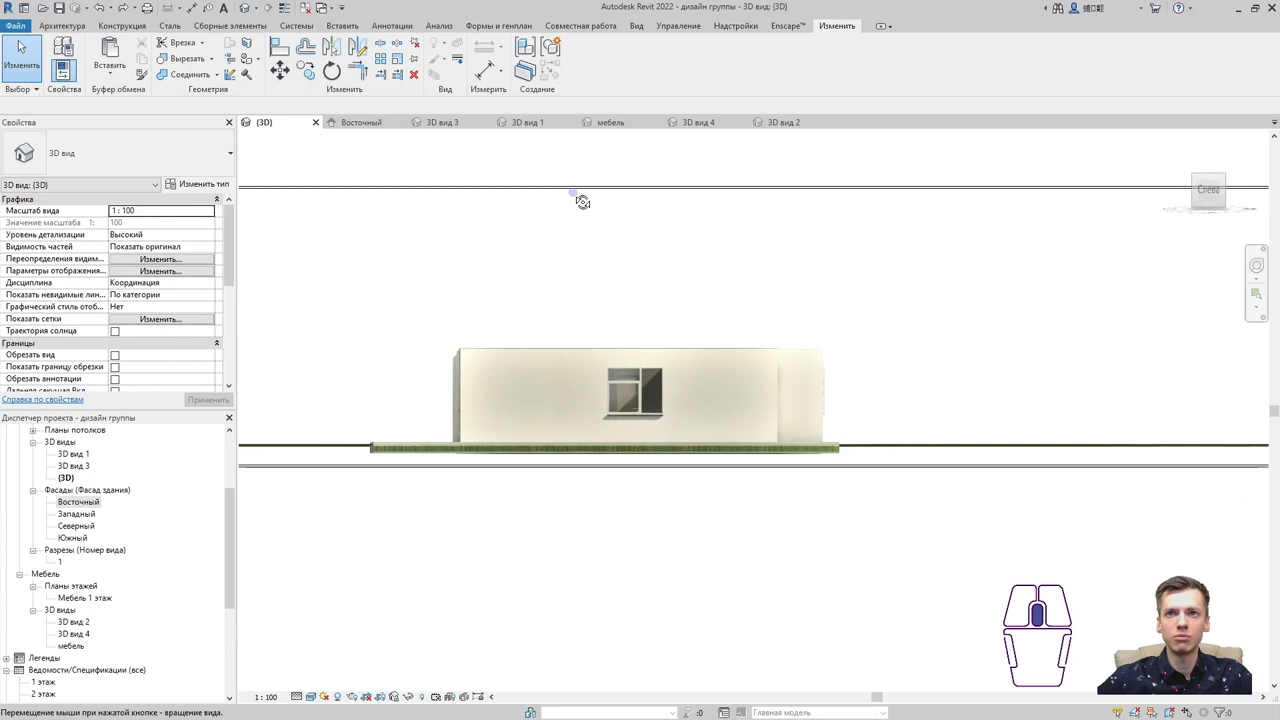 Autodesk Revit 2022 - дизайн группы - 3D вид: {3D}
Файл Архитектура Конструкция Сталь Сборные элементы Системы Вставить Аннотации Анализ Формы и генплан Совместная работа Вид Управление Надстройки Enscape™ Изменить
Врезка
Вырезать
Соединить
Изменить
Вставить
Выбор Свойства Буфер обмена Геометрия Изменить Вид Измерить Создание
Свойства
{3D} Восточный 3D вид 3 3D вид 1 мебель 3D вид 4 3D вид 2
3D вид
3D вид: {3D} Изменить тип
Графика
Масштаб вида 1 : 100
Значение масштаба 1: 100
Уровень детализации Высокий
Видимость частей Показать оригинал
Переопределения видим... Изменить...
Параметры отображения... Изменить...
Дисциплина Координация
Показать невидимые лин... По категории
Графический стиль отоб... Нет
Показать сетки Изменить...
Траектория солнца
Границы
Обрезать вид
Показать границу обрезки
Обрезать аннотации
Дальняя секущая Вкл
Справка по свойствам Применить
Слева
Диспетчер проекта - дизайн группы
Планы потолков
3D виды
3D вид 1
3D вид 3
{3D}
Фасады (Фасад здания)
Восточный
Западный
Северный
Южный
Разрезы (Номер вида)
1
Мебель
Планы этажей
Мебель 1 этаж
3D виды
3D вид 2
3D вид 4
мебель
Легенды
Ведомости/Спецификации (все)
1 этаж
2 этаж
1 : 100
Перемещение мыши при нажатой кнопке - вращение вида.
:0 Главная модель :0